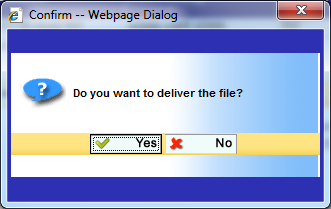 Confirm -- Webpage Dialog
Do you want to deliver the file?
Yes No